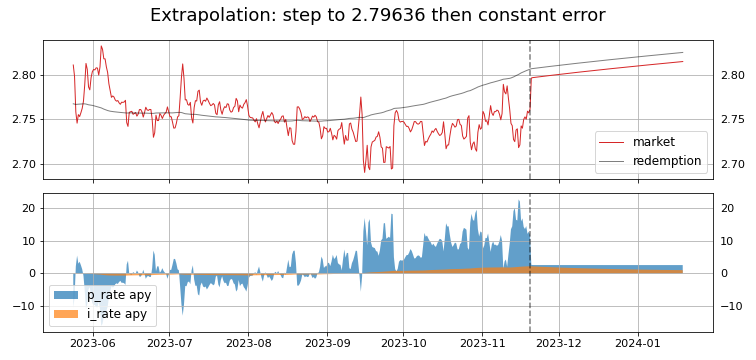 Extrapolation: step to 2.79636 then constant error
2.80
2.75
2.70
2.80
2.75
2.70
market
redemption
20
10
0
−10
20
10
0
−10
p_rate apy
i_rate apy
2023-06 2023-07 2023-08 2023-09 2023-10 2023-11 2023-12 2024-01